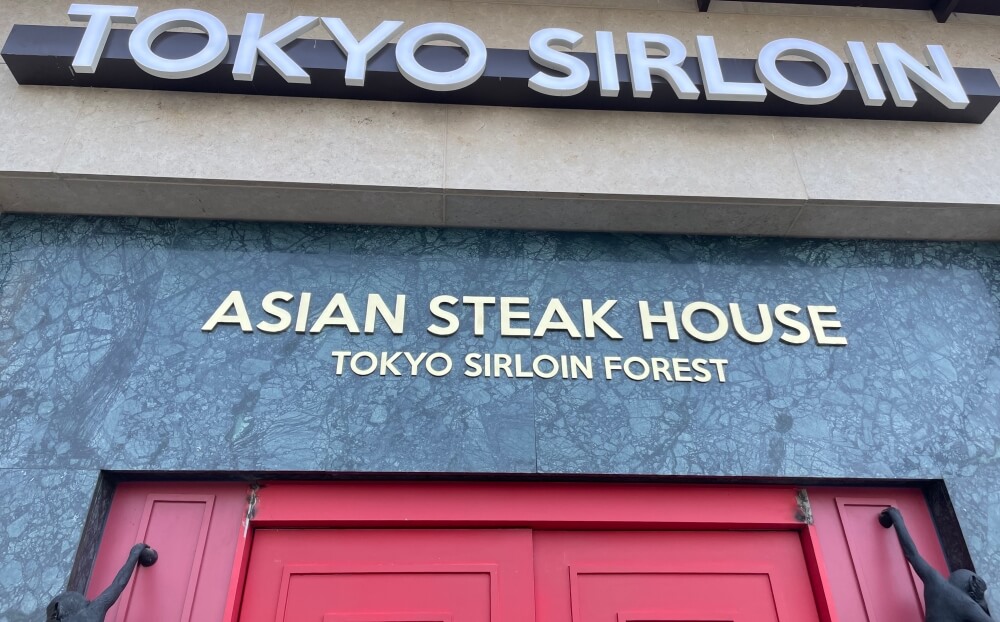 TOKYO SIRLOIN
ASIAN STEAK HOUSE
TOKYO SIRLOIN FOREST